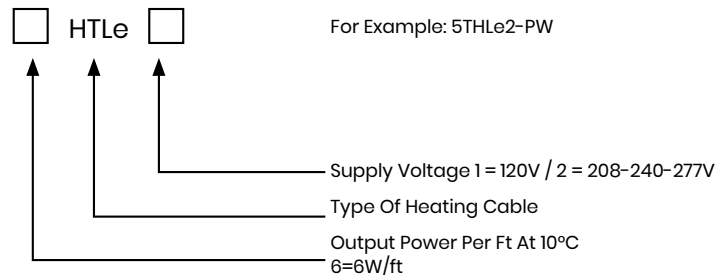 HTLe
For Example: 5THLe2-PW
Supply Voltage 1 = 120V / 2 = 208-240-277V
Type Of Heating Cable
Output Power Per Ft At 10°C
6=6W/ft